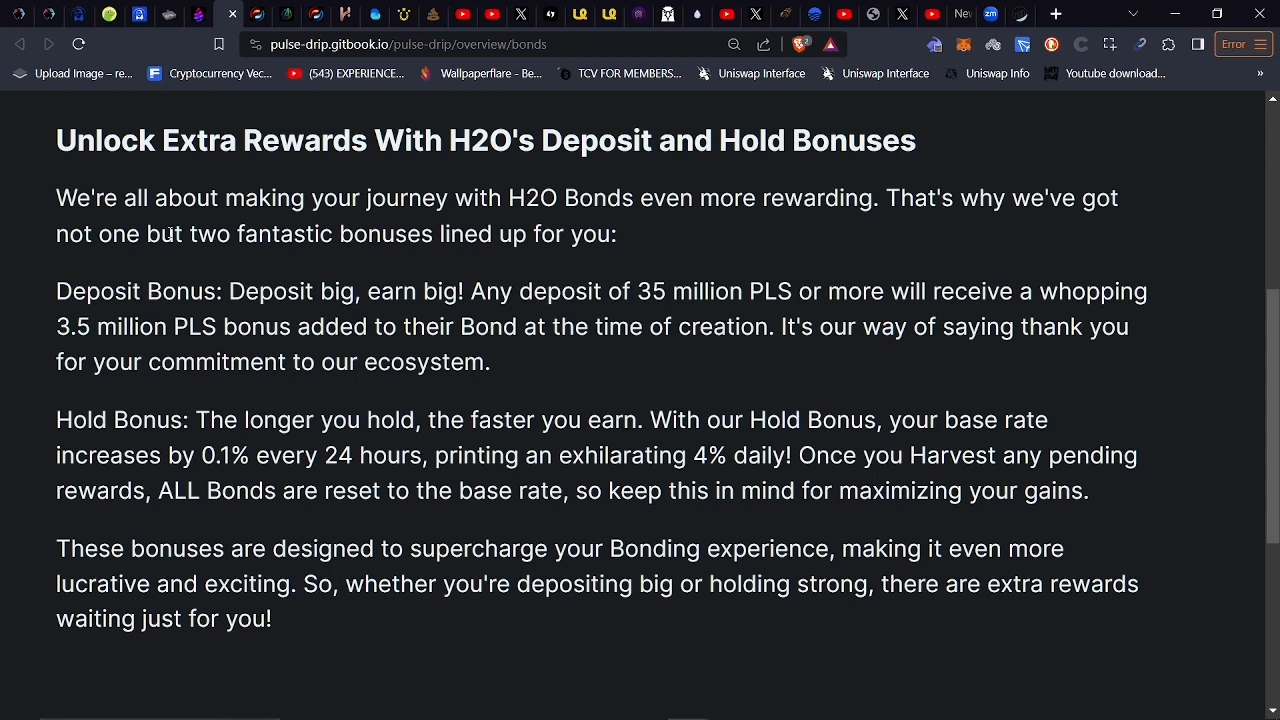 pulse-drip.gitbook.io/pulse-drip/overview/bonds
2
Error
Upload Image – re...
Cryptocurrency Vec...
(543) EXPERIENCE...
Wallpaperflare - Be...
TCV FOR MEMBERS...
Uniswap Interface
Uniswap Interface
Uniswap Info
Youtube download...
»
Unlock Extra Rewards With H2O's Deposit and Hold Bonuses
We're all about making your journey with H2O Bonds even more rewarding. That's why we've got
not one but two fantastic bonuses lined up for you:
Deposit Bonus: Deposit big, earn big! Any deposit of 35 million PLS or more will receive a whopping
3.5 million PLS bonus added to their Bond at the time of creation. It's our way of saying thank you
for your commitment to our ecosystem.
Hold Bonus: The longer you hold, the faster you earn. With our Hold Bonus, your base rate
increases by 0.1% every 24 hours, printing an exhilarating 4% daily! Once you Harvest any pending
rewards, ALL Bonds are reset to the base rate, so keep this in mind for maximizing your gains.
These bonuses are designed to supercharge your Bonding experience, making it even more
lucrative and exciting. So, whether you're depositing big or holding strong, there are extra rewards
waiting just for you!